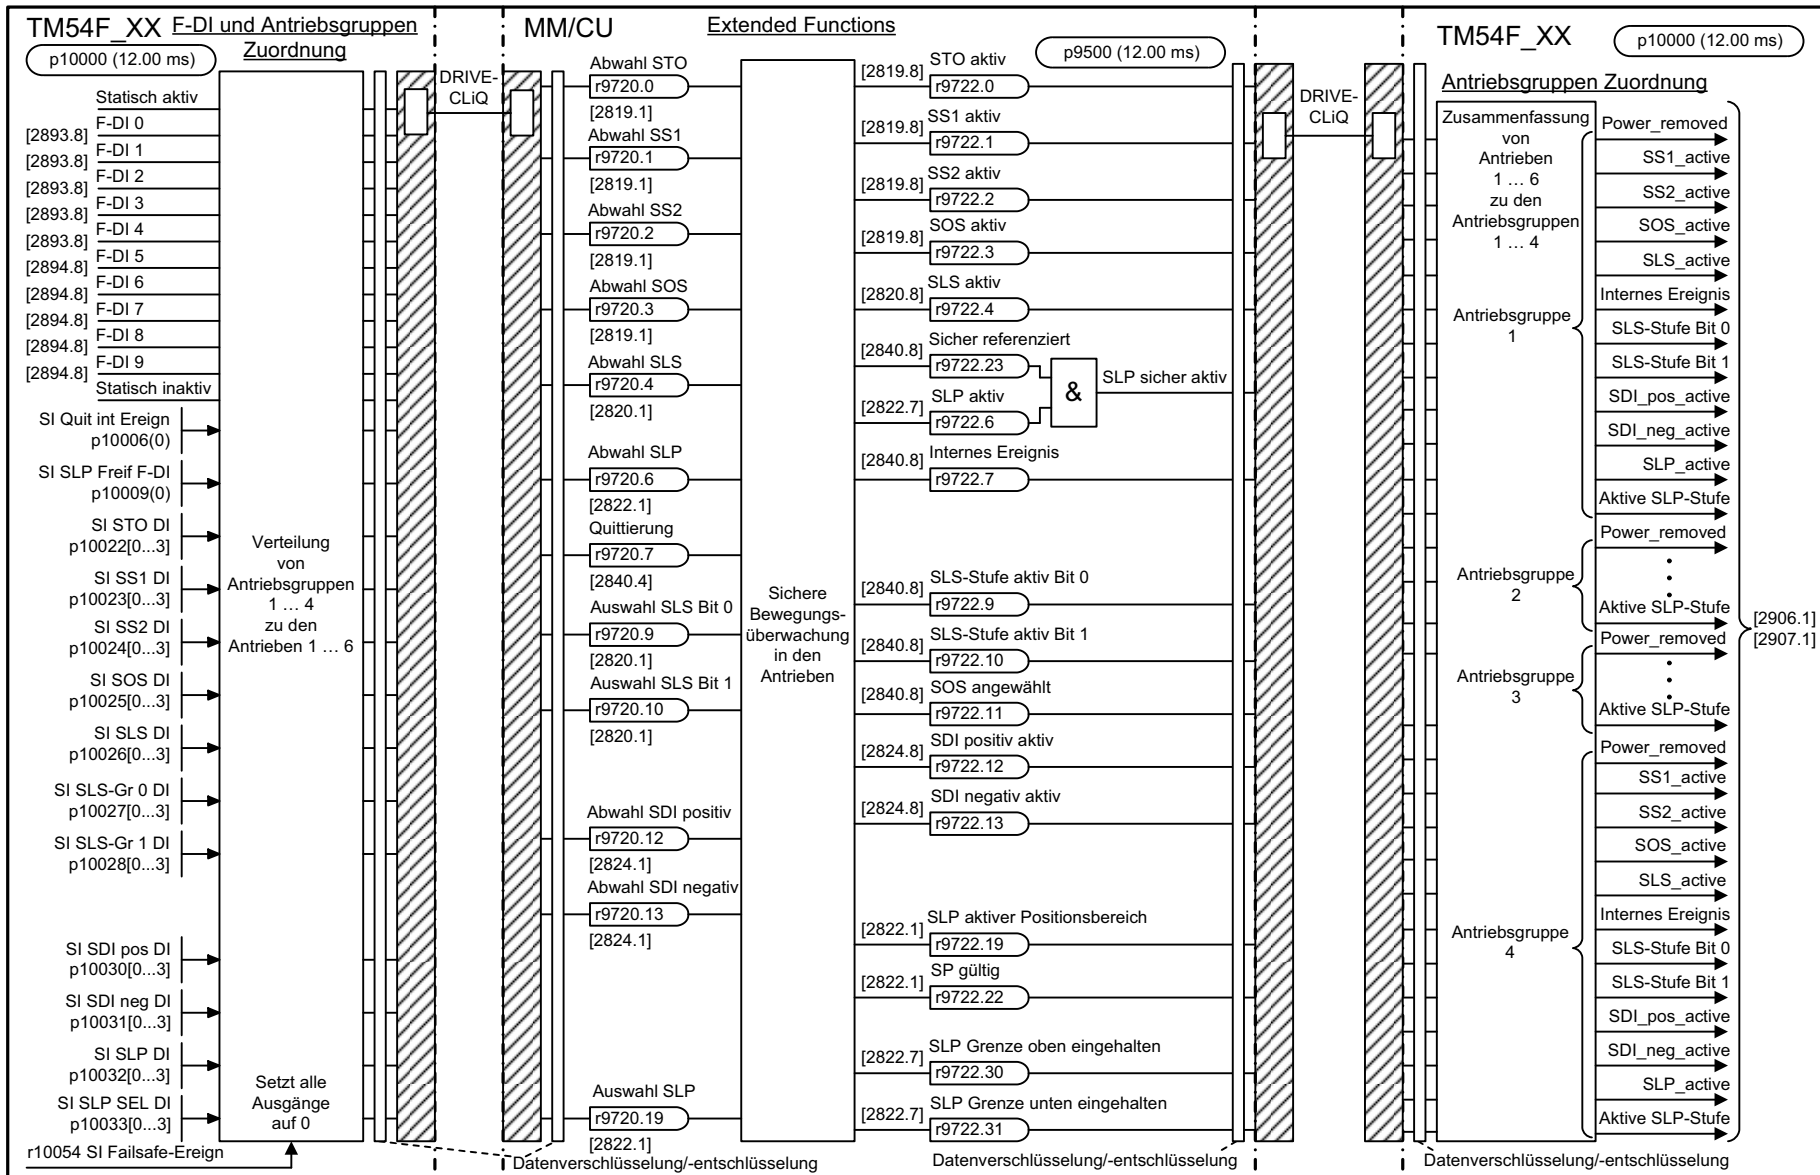 TM54F_XX
F-DI und Antriebsgruppen
Zuordnung
p10000 (12.00 ms)
Statisch aktiv
F-DI 0
[2893.8]
F-DI 1
[2893.8]
F-DI 2
[2893.8]
F-DI 3
[2893.8]
F-DI 4
[2893.8]
F-DI 5
[2894.8]
F-DI 6
[2894.8]
F-DI 7
[2894.8]
F-DI 8
[2894.8]
F-DI 9
[2894.8]
Statisch inaktiv
SI Quit int Ereign
p10006(0)
SI SLP Freif F-DI
p10009(0)
SI STO DI
p10022[0...3]
SI SS1 DI
p10023[0...3]
SI SS2 DI
p10024[0...3]
SI SOS DI
p10025[0...3]
SI SLS DI
p10026[0...3]
SI SLS-Gr 0 DI
p10027[0...3]
SI SLS-Gr 1 DI
p10028[0...3]
SI SDI pos DI
p10030[0...3]
SI SDI neg DI
p10031[0...3]
SI SLP DI
p10032[0...3]
SI SLP SEL DI
p10033[0...3]
r10054 SI Failsafe-Ereign
Verteilung
von
Antriebsgruppen
1 … 4
zu den
Antrieben 1 … 6
Setzt alle
Ausgänge
auf 0
DRIVE-
CLiQ
MM/CU
Extended Functions
p9500 (12.00 ms)
Abwahl STO
r9720.0
[2819.1]
Abwahl SS1
r9720.1
[2819.1]
Abwahl SS2
r9720.2
[2819.1]
Abwahl SOS
r9720.3
[2819.1]
Abwahl SLS
r9720.4
[2820.1]
Abwahl SLP
r9720.6
[2822.1]
Quittierung
r9720.7
[2840.4]
Auswahl SLS Bit 0
r9720.9
[2820.1]
Auswahl SLS Bit 1
r9720.10
[2820.1]
Abwahl SDI positiv
r9720.12
[2824.1]
Abwahl SDI negativ
r9720.13
[2824.1]
Auswahl SLP
r9720.19
[2822.1]
Datenverschlüsselung/-entschlüsselung
Sichere
Bewegungs-
überwachung
in den
Antrieben
STO aktiv
[2819.8]
r9722.0
SS1 aktiv
[2819.8]
r9722.1
SS2 aktiv
[2819.8]
r9722.2
SOS aktiv
[2819.8]
r9722.3
SLS aktiv
[2820.8]
r9722.4
Sicher referenziert
[2840.8]
r9722.23
SLP aktiv
[2822.7]
r9722.6
&
SLP sicher aktiv
Internes Ereignis
[2840.8]
r9722.7
SLS-Stufe aktiv Bit 0
[2840.8]
r9722.9
SLS-Stufe aktiv Bit 1
[2840.8]
r9722.10
SOS angewählt
[2840.8]
r9722.11
SDI positiv aktiv
[2824.8]
r9722.12
SDI negativ aktiv
[2824.8]
r9722.13
SLP aktiver Positionsbereich
[2822.1]
r9722.19
SP gültig
[2822.1]
r9722.22
SLP Grenze oben eingehalten
[2822.7]
r9722.30
SLP Grenze unten eingehalten
[2822.7]
r9722.31
Datenverschlüsselung/-entschlüsselung
DRIVE-
CLiQ
TM54F_XX
p10000 (12.00 ms)
Antriebsgruppen Zuordnung
Zusammenfassung
von
Antrieben
1 … 6
zu den
Antriebsgruppen
1 … 4
Antriebsgruppe
1
Power_removed
SS1_active
SS2_active
SOS_active
SLS_active
Internes Ereignis
SLS-Stufe Bit 0
SLS-Stufe Bit 1
SDI_pos_active
SDI_neg_active
SLP_active
Aktive SLP-Stufe
Antriebsgruppe
2
Power_removed
Aktive SLP-Stufe
Antriebsgruppe
3
Power_removed
Aktive SLP-Stufe
Antriebsgruppe
4
Power_removed
SS1_active
SS2_active
SOS_active
SLS_active
Internes Ereignis
SLS-Stufe Bit 0
SLS-Stufe Bit 1
SDI_pos_active
SDI_neg_active
SLP_active
Aktive SLP-Stufe
[2906.1]
[2907.1]
Datenverschlüsselung/-entschlüsselung